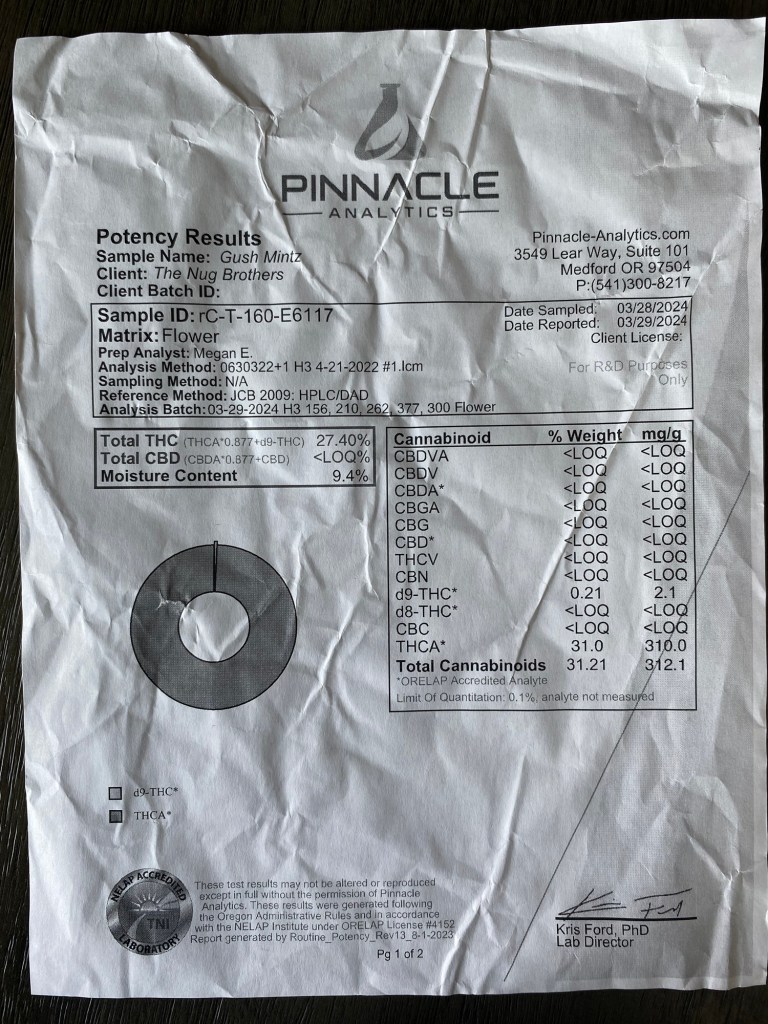 PINNACLE
ANALYTICS
Potency Results
Sample Name: Gush Mintz
Client: The Nug Brothers
Client Batch ID:
Pinnacle-Analytics.com
3549 Lear Way, Suite 101
Medford OR 97504
P:(541)300-8217
Sample ID: rC-T-160-E6117
Matrix: Flower
Prep Analyst: Megan E.
Analysis Method: 0630322+1 H3 4-21-2022 #1.lcm
Sampling Method: N/A
Reference Method: JCB 2009: HPLC/DAD
Analysis Batch: 03-29-2024 H3 156, 210, 262, 377, 300 Flower
Date Sampled: 03/28/2024
Date Reported: 03/29/2024
Client License:
For R&D Purposes
Only
Total THC (THCA*0.877+d9-THC) 27.40%
Total CBD (CBDA*0.877+CBD) <LOQ%
Moisture Content 9.4%
Cannabinoid % Weight mg/g
CBDVA <LOQ <LOQ
CBDV <LOQ <LOQ
CBDA* <LOQ <LOQ
CBGA <LOQ <LOQ
CBG <LOQ <LOQ
CBD* <LOQ <LOQ
THCV <LOQ <LOQ
CBN <LOQ <LOQ
d9-THC* 0.21 2.1
d8-THC* <LOQ <LOQ
CBC <LOQ <LOQ
THCA* 31.0 310.0
Total Cannabinoids 31.21 312.1
*ORELAP Accredited Analyte
Limit Of Quantitation: 0.1%, analyte not measured
d9-THC*
THCA*
NELAP ACCREDITED
TNI
LABORATORY
These test results may not be altered or reproduced
except in full without the permission of Pinnacle
Analytics. These results were generated following
the Oregon Administrative Rules and in accordance
with the NELAP Institute under ORELAP License #4152
Report generated by Routine_Potency_Rev13_8-1-2023
Pg 1 of 2
Kris Ford, PhD
Lab Director